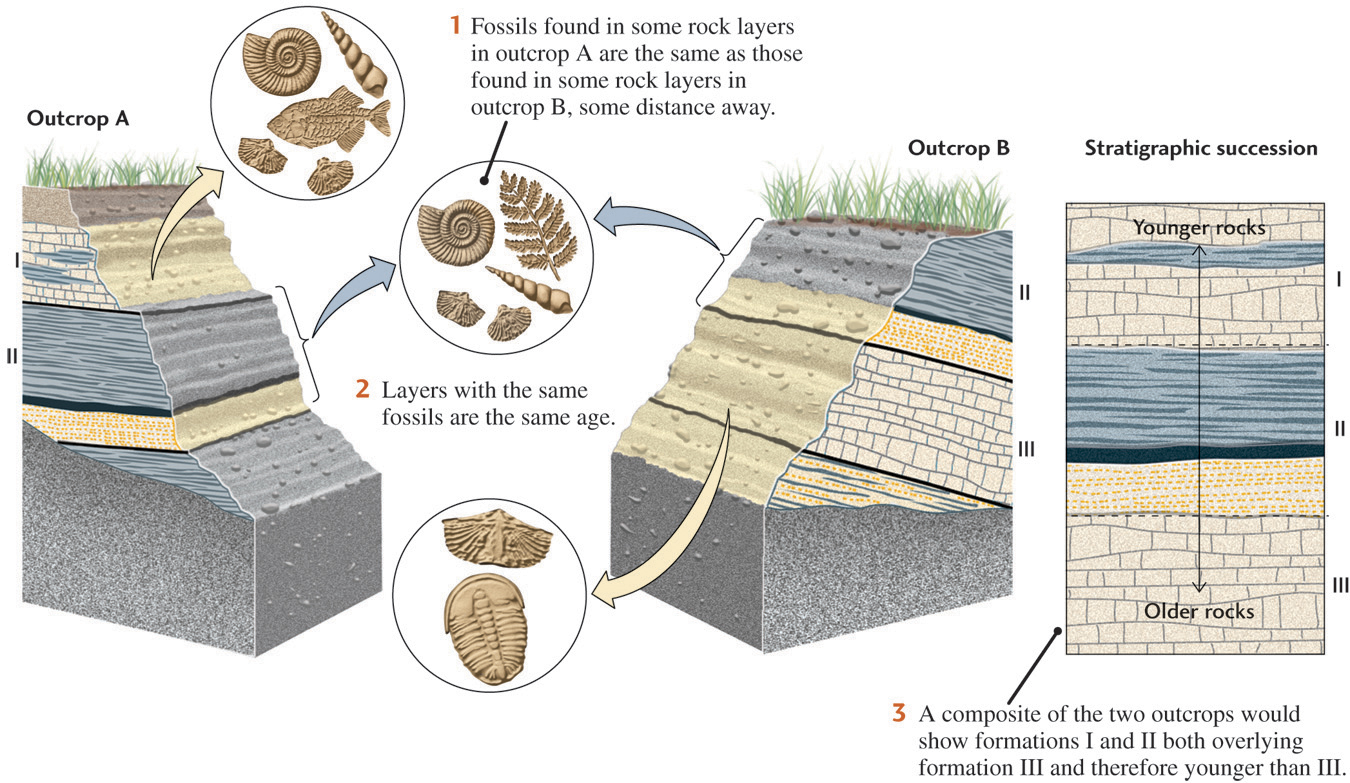 1 Fossils found in some rock layers
in outcrop A are the same as those
found in some rock layers in
outcrop B, some distance away.
Outcrop A
Outcrop B
Stratigraphic succession
I
II
2 Layers with the same
fossils are the same age.
II
III
Younger rocks
I
II
III
Older rocks
3 A composite of the two outcrops would
show formations I and II both overlying
formation III and therefore younger than III.